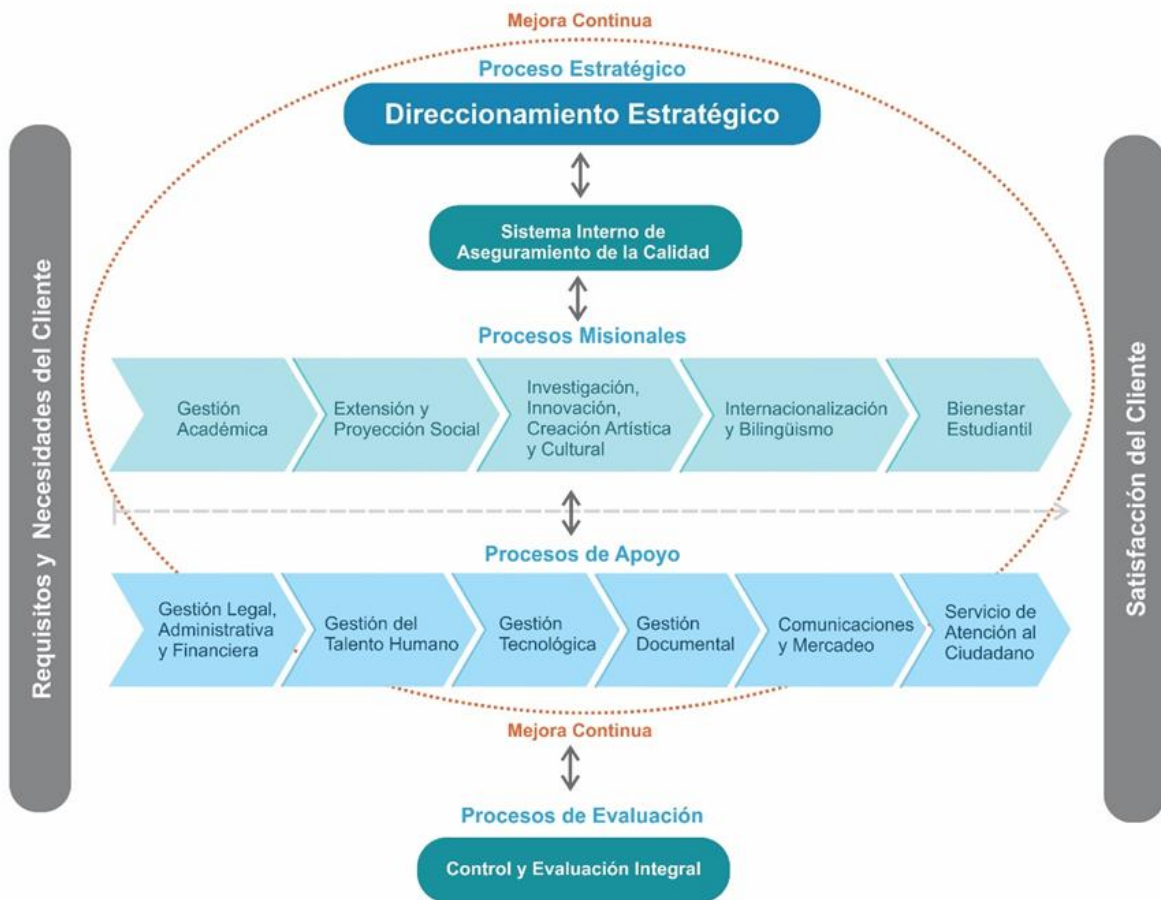 Mejora Continua
Proceso Estratégico
Direccionamiento Estratégico
Sistema Interno de
Aseguramiento de la Calidad
Procesos Misionales
Gestión
Académica
Extensión y
Proyección Social
Investigación,
Innovación,
Creación Artística
y Cultural
Internacionalización
y Bilingüismo
Bienestar
Estudiantil
Procesos de Apoyo
Gestión Legal,
Administrativa
y Financiera
Gestión del
Talento Humano
Gestión
Tecnológica
Gestión
Documental
Comunicaciones
y Mercadeo
Servicio de
Atención al
Ciudadano
Mejora Continua
Procesos de Evaluación
Control y Evaluación Integral
Requisitos y Necesidades del Cliente
Satisfacción del Cliente